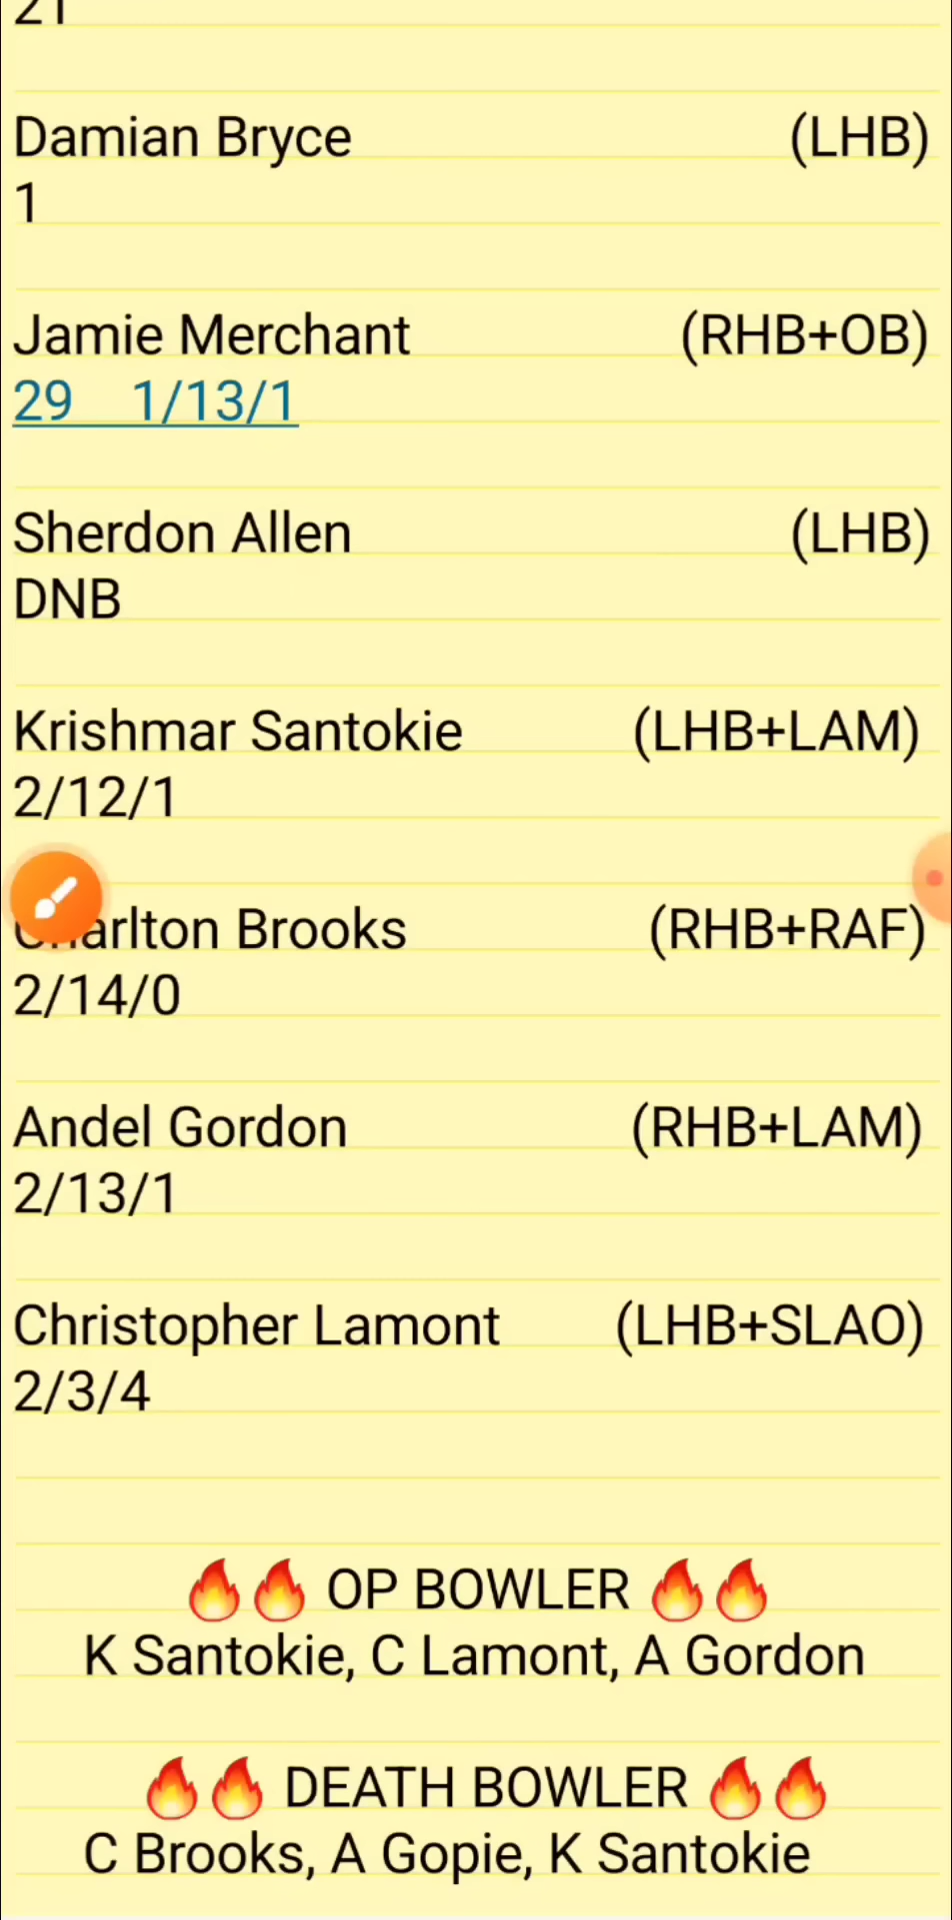 21
Damian Bryce (LHB)
1
Jamie Merchant (RHB+OB)
29 1/13/1
Sherdon Allen (LHB)
DNB
Krishmar Santokie (LHB+LAM)
2/12/1
Charlton Brooks (RHB+RAF)
2/14/0
Andel Gordon (RHB+LAM)
2/13/1
Christopher Lamont (LHB+SLAO)
2/3/4
🔥🔥 OP BOWLER 🔥🔥
K Santokie, C Lamont, A Gordon
🔥🔥 DEATH BOWLER 🔥🔥
C Brooks, A Gopie, K Santokie